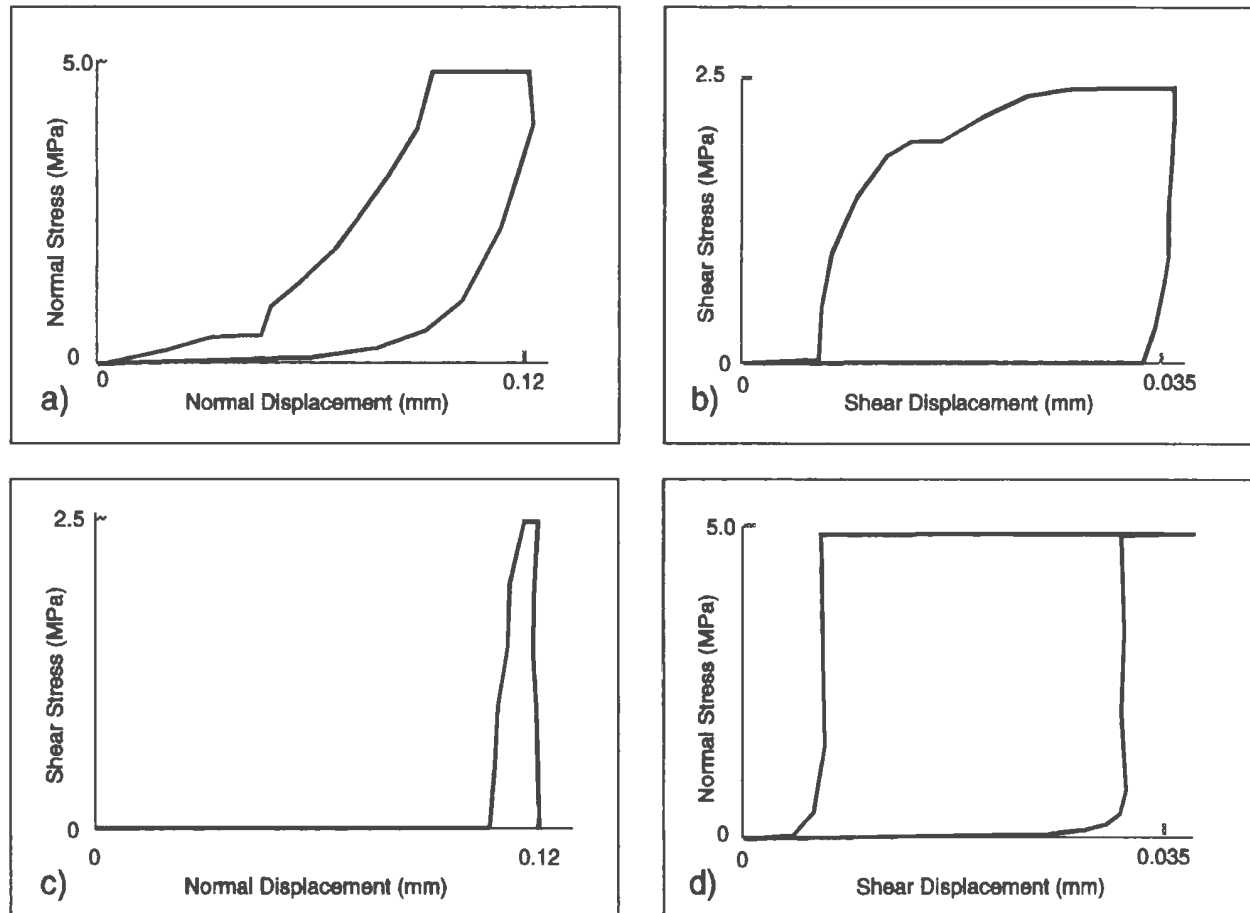 5.0
Normal Stress (MPa)
0
0
0.12
a)
Normal Displacement (mm)
2.5
Shear Stress (MPa)
0
0
0.035
b)
Shear Displacement (mm)
2.5
Shear Stress (MPa)
0
0
0.12
c)
Normal Displacement (mm)
5.0
Normal Stress (MPa)
0
0
0.035
d)
Shear Displacement (mm)